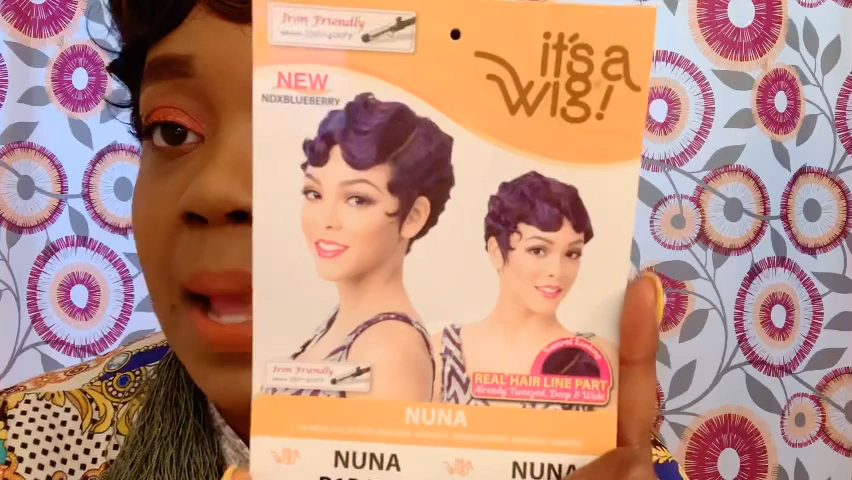 Iron Friendly
it's a
wig!
NEW
NDXBLUEBERRY
Iron Friendly
REAL HAIR LINE PART
Already Tweezed, Deep & Wide
NUNA
NUNA
NUNA